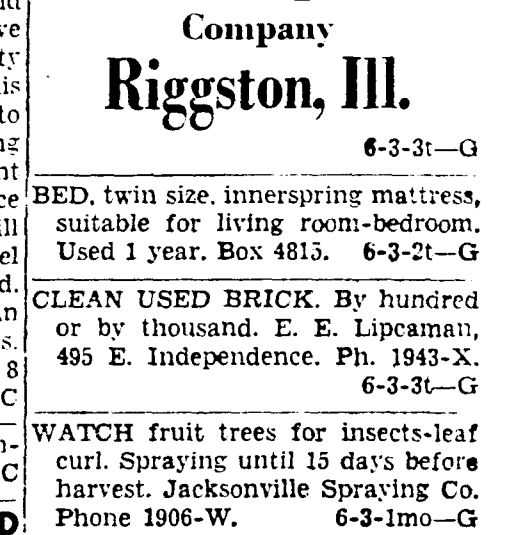 Company
Riggston, Ill.
6-3-3t—G
BED, twin size, innerspring mattress,
suitable for living room-bedroom.
Used 1 year. Box 4815. 6-3-2t—G
CLEAN USED BRICK. By hundred
or by thousand. E. E. Lipcaman,
495 E. Independence. Ph. 1943-X.
6-3-3t—G
WATCH fruit trees for insects-leaf
curl. Spraying until 15 days before
harvest. Jacksonville Spraying Co.
Phone 1906-W. 6-3-1mo—G